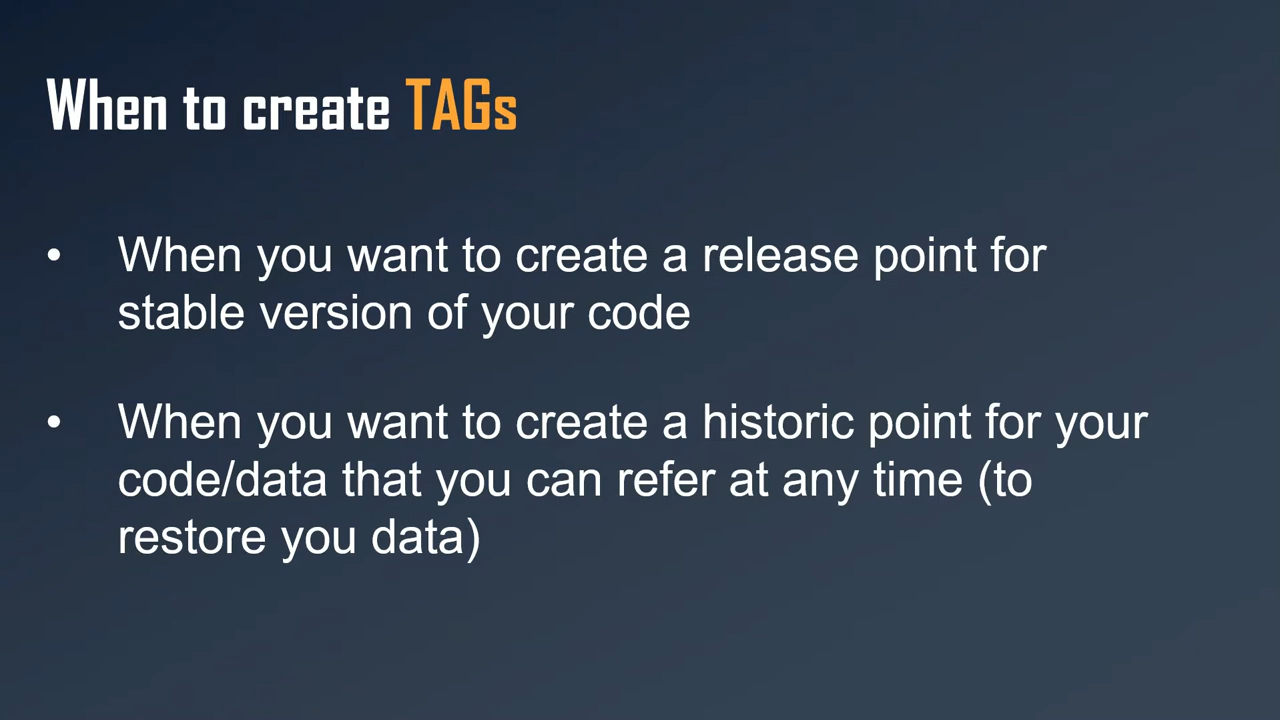 When to create TAGs
• When you want to create a release point for
stable version of your code
• When you want to create a historic point for your
code/data that you can refer at any time (to
restore you data)